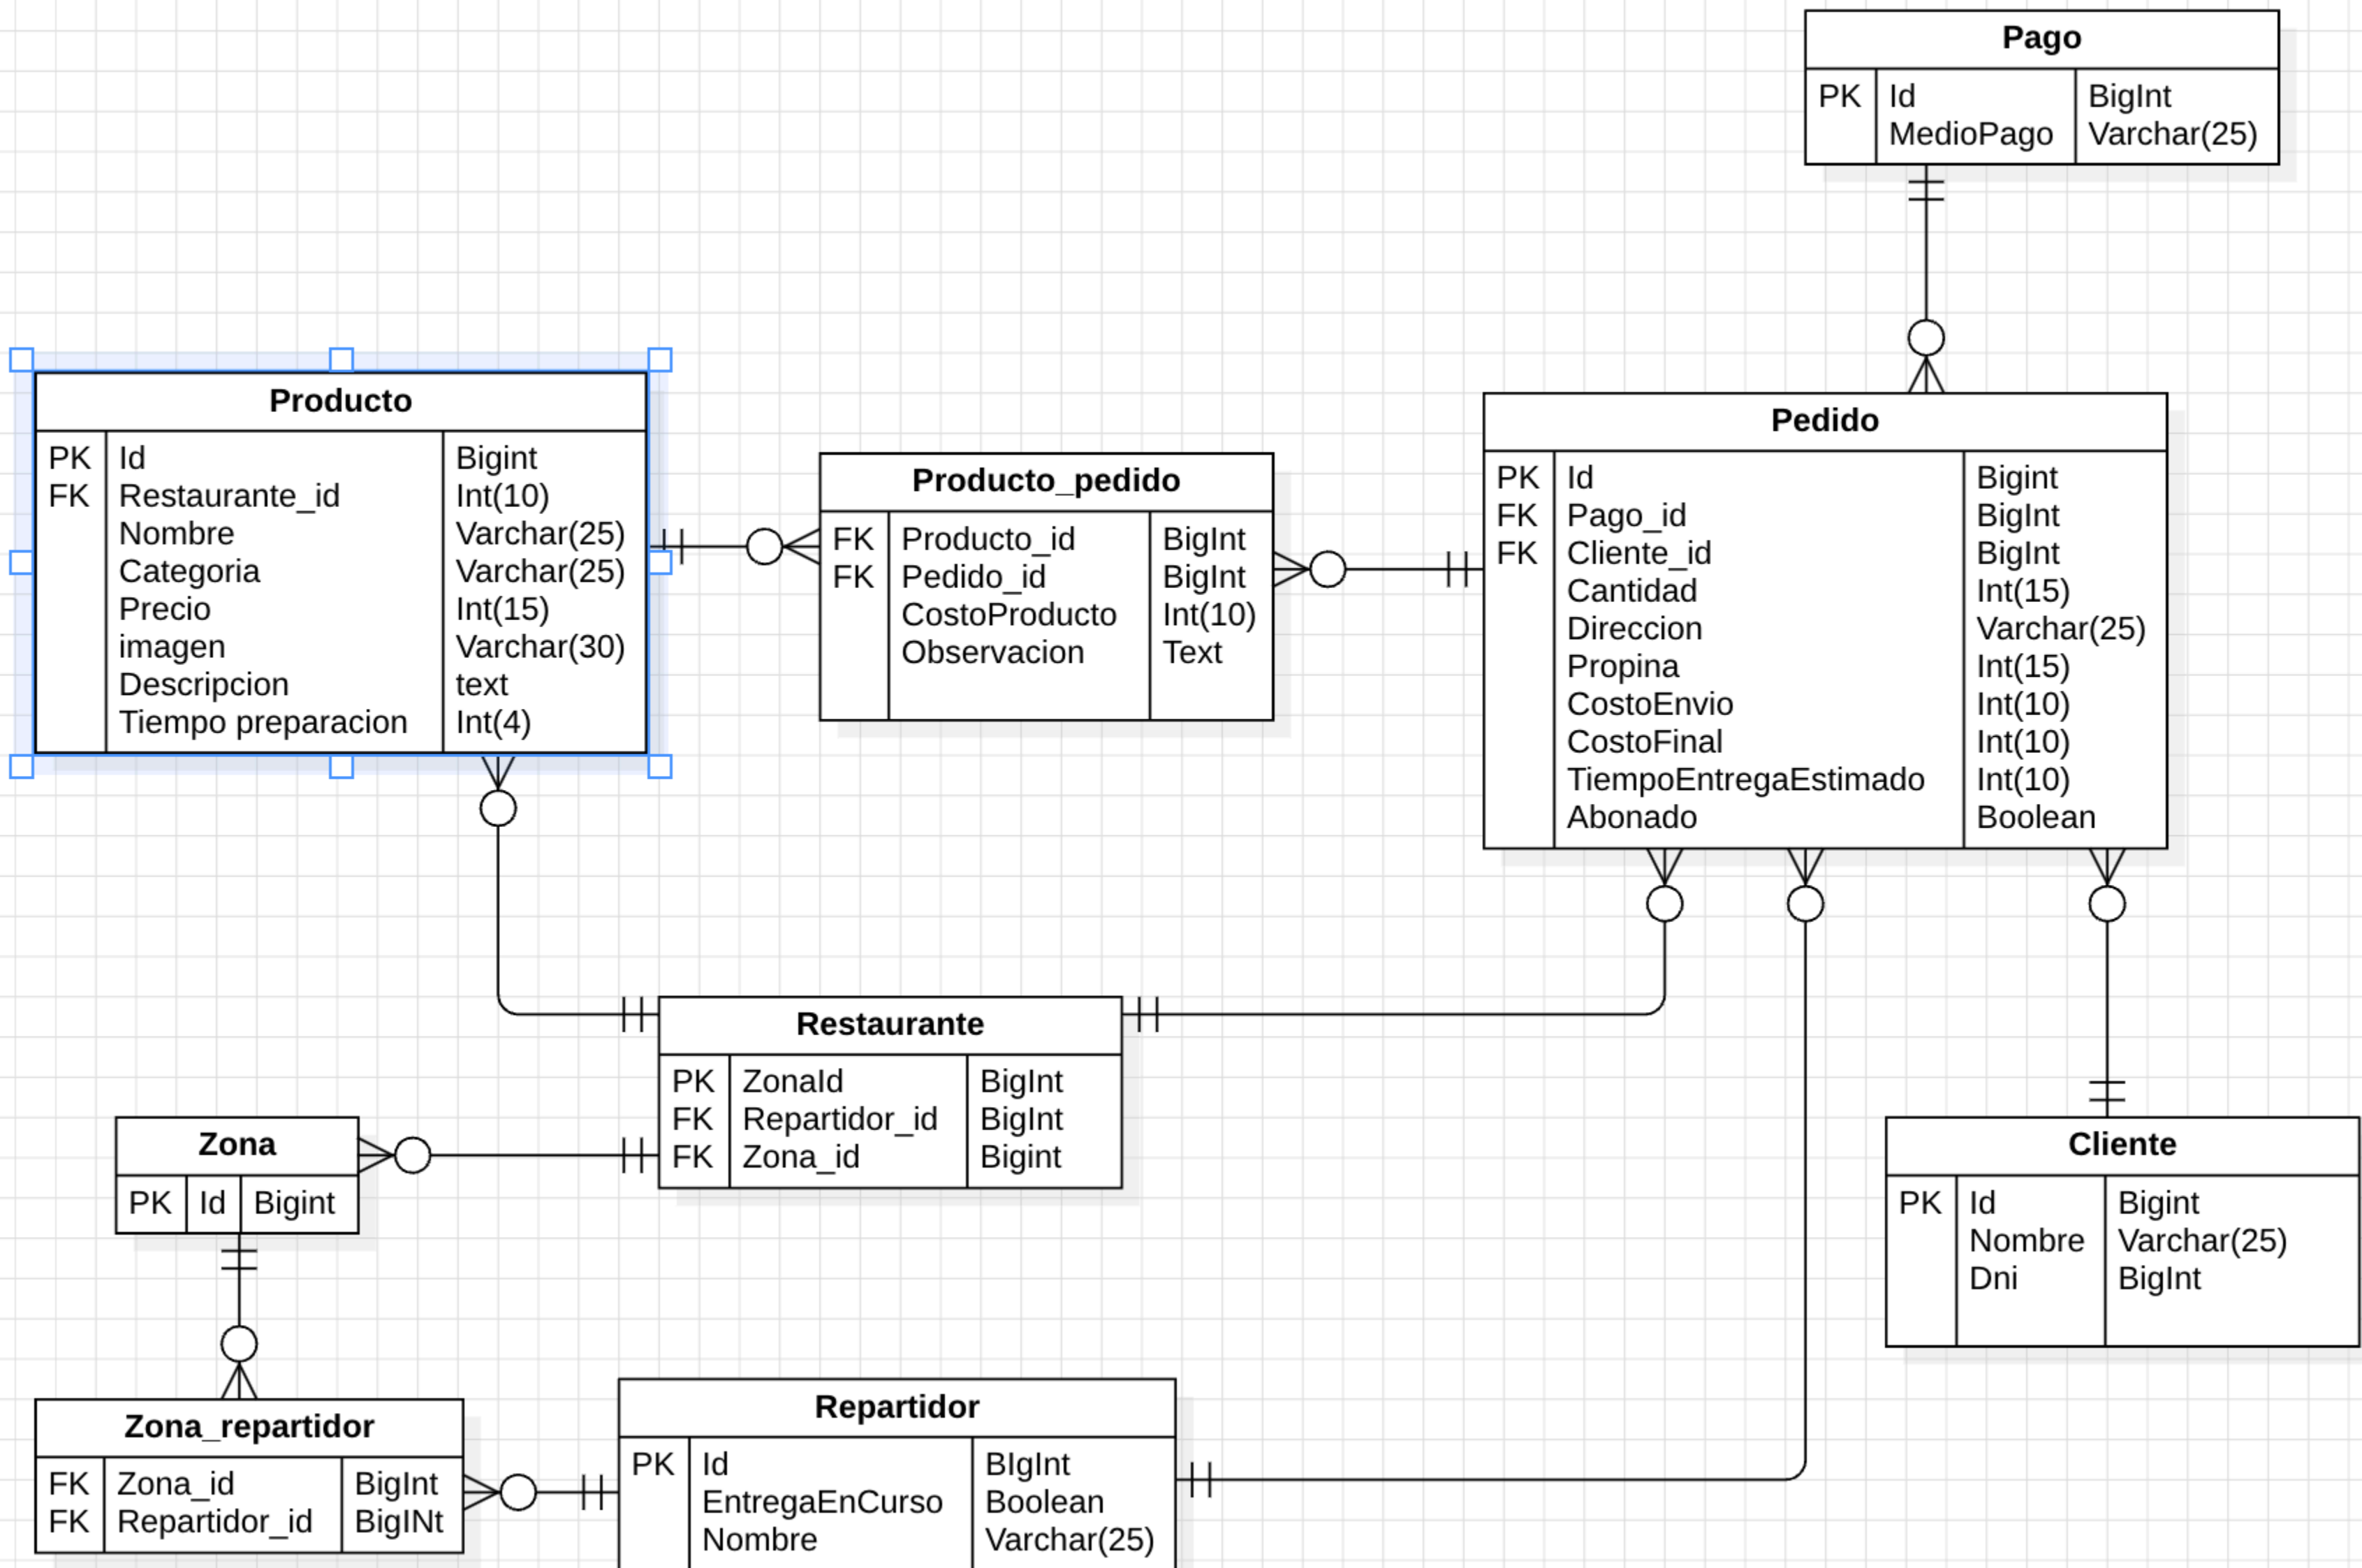 Pago
PK Id BigInt
MedioPago Varchar(25)
Producto
PK Id Bigint
FK Restaurante_id Int(10)
Nombre Varchar(25)
Categoria Varchar(25)
Precio Int(15)
imagen Varchar(30)
Descripcion text
Tiempo preparacion Int(4)
Producto_pedido
FK Producto_id BigInt
FK Pedido_id BigInt
CostoProducto Int(10)
Observacion Text
Pedido
PK Id Bigint
FK Pago_id BigInt
FK Cliente_id BigInt
Cantidad Int(15)
Direccion Varchar(25)
Propina Int(15)
CostoEnvio Int(10)
CostoFinal Int(10)
TiempoEntregaEstimado Int(10)
Abonado Boolean
Restaurante
PK ZonaId BigInt
FK Repartidor_id BigInt
FK Zona_id Bigint
Zona
PK Id Bigint
Cliente
PK Id Bigint
Nombre Varchar(25)
Dni BigInt
Zona_repartidor
FK Zona_id BigInt
FK Repartidor_id BigINt
Repartidor
PK Id BIgInt
EntregaEnCurso Boolean
Nombre Varchar(25)